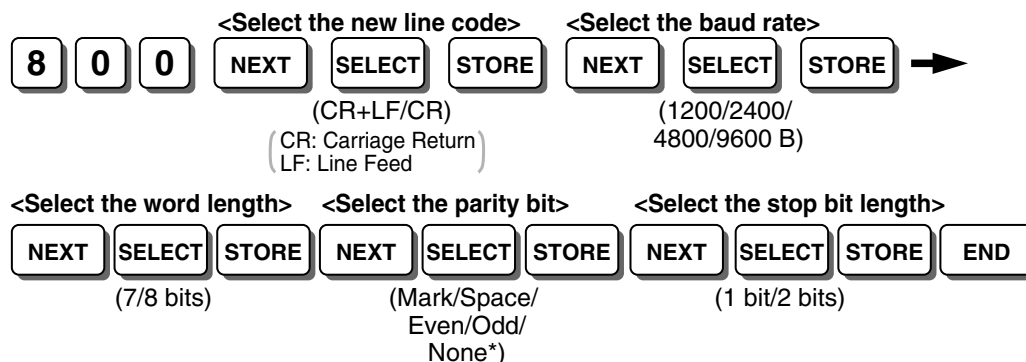 <Select the new line code> <Select the baud rate>
8 0 0 NEXT SELECT STORE NEXT SELECT STORE
(CR+LF/CR) (1200/2400/
4800/9600 B)
CR: Carriage Return
LF: Line Feed
<Select the word length> <Select the parity bit> <Select the stop bit length>
NEXT SELECT STORE NEXT SELECT STORE NEXT SELECT STORE END
(7/8 bits) (Mark/Space/ (1 bit/2 bits)
Even/Odd/
None*)